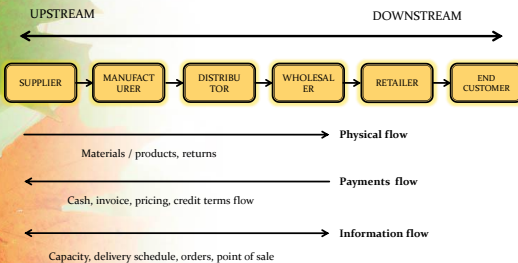 UPSTREAM DOWNSTREAM
SUPPLIER
MANUFACT
URER
DISTRIBU
TOR
WHOLESAL
ER
RETAILER
END
CUSTOMER
Physical flow
Materials / products, returns
Payments flow
Cash, invoice, pricing, credit terms flow
Information flow
Capacity, delivery schedule, orders, point of sale